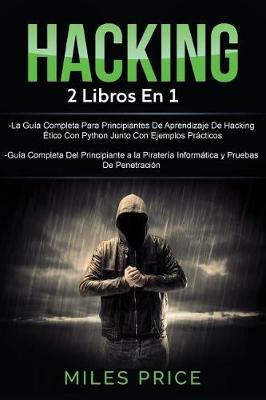 HACKING
2 Libros En 1
-La Guía Completa Para Principiantes De Aprendizaje De Hacking
Ético Con Python Junto Con Ejemplos Prácticos
-Guía Completa Del Principiante a la Piratería Informática y Pruebas
De Penetración
MILES PRICE